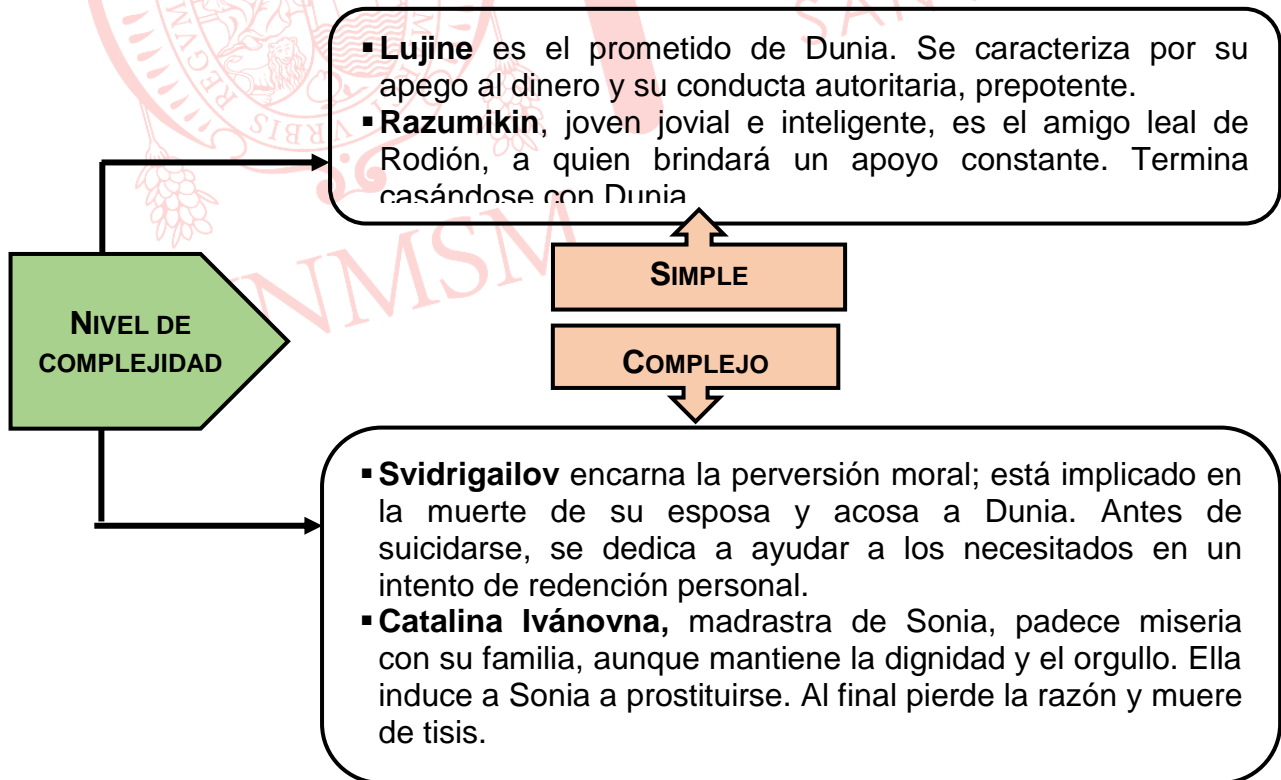 SAN
▪ Lujine es el prometido de Dunia. Se caracteriza por su
apego al dinero y su conducta autoritaria, prepotente.
▪ Razumikin, joven jovial e inteligente, es el amigo leal de
Rodión, a quien brindará un apoyo constante. Termina
casándose con Dunia
REGVM
VRBIS
UNMSM
SIMPLE
NIVEL DE
COMPLEJIDAD
COMPLEJO
▪ Svidrigailov encarna la perversión moral; está implicado en
la muerte de su esposa y acosa a Dunia. Antes de
suicidarse, se dedica a ayudar a los necesitados en un
intento de redención personal.
▪ Catalina Ivánovna, madrastra de Sonia, padece miseria
con su familia, aunque mantiene la dignidad y el orgullo. Ella
induce a Sonia a prostituirse. Al final pierde la razón y muere
de tisis.